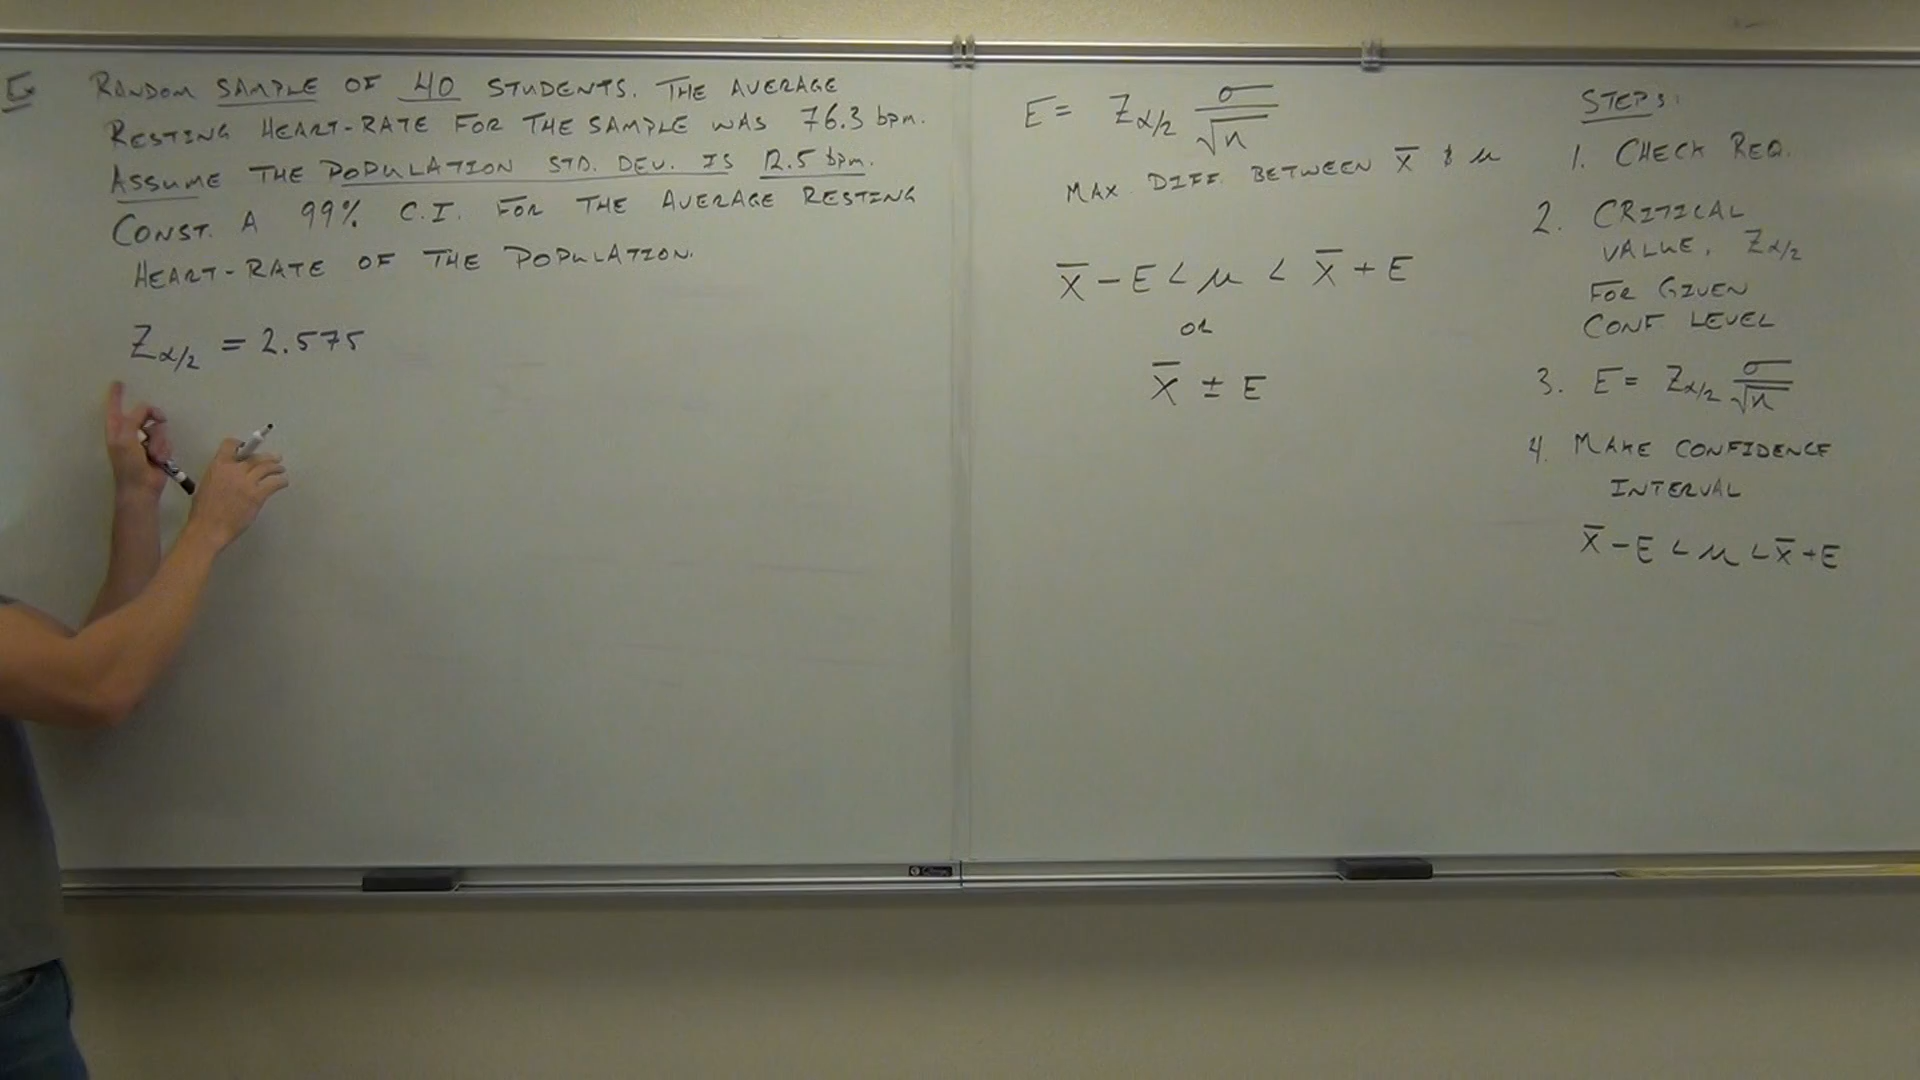 Ex RANDOM SAMPLE OF 40 STUDENTS. THE AVERAGE
RESTING HEART-RATE FOR THE SAMPLE WAS 76.3 bpm.
ASSUME THE POPULATION STD. DEV. IS 12.5 bpm.
CONST. A 99% C.I. FOR THE AVERAGE RESTING
HEART-RATE OF THE POPULATION.
Zα/2 = 2.575
E = Zα/2 σ/√n
MAX. DIFF. BETWEEN x̄ & μ
x̄ - E < μ < x̄ + E
OR
x̄ ± E
STEPS:
1. CHECK REQ.
2. CRITICAL
VALUE, Zα/2
FOR GIVEN
CONF LEVEL
3. E = Zα/2 σ/√n
4. MAKE CONFIDENCE
INTERVAL
x̄ - E < μ < x̄ + E